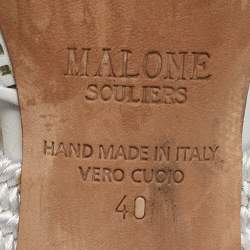 MALONE
SOULIERS
HAND MADE IN ITALY
VERO CUOIO
40